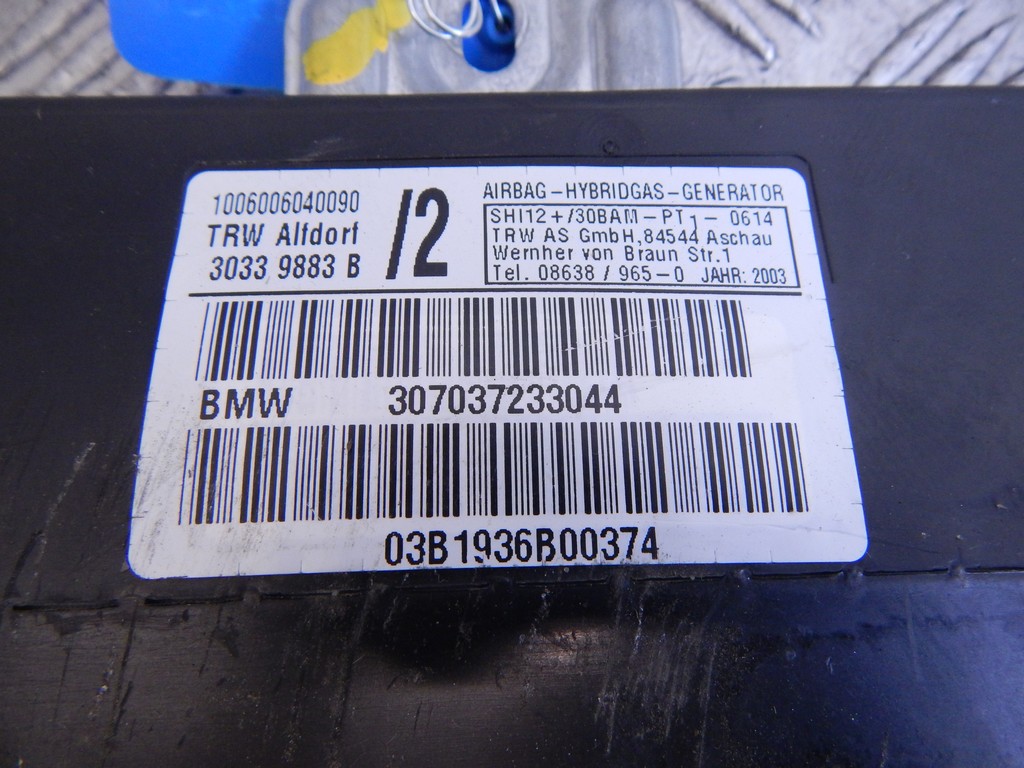 1006006040090
TRW Alfdorf
3033 9883 B
/2
AIRBAG-HYBRIDGAS-GENERATOR
SHI12+/30BAM-PT1- 0614
TRW AS GmbH,84544 Aschau
Wernher von Braun Str.1
Tel. 08638/965-0 JAHR: 2003
BMW 307037233044
03B1936B00374